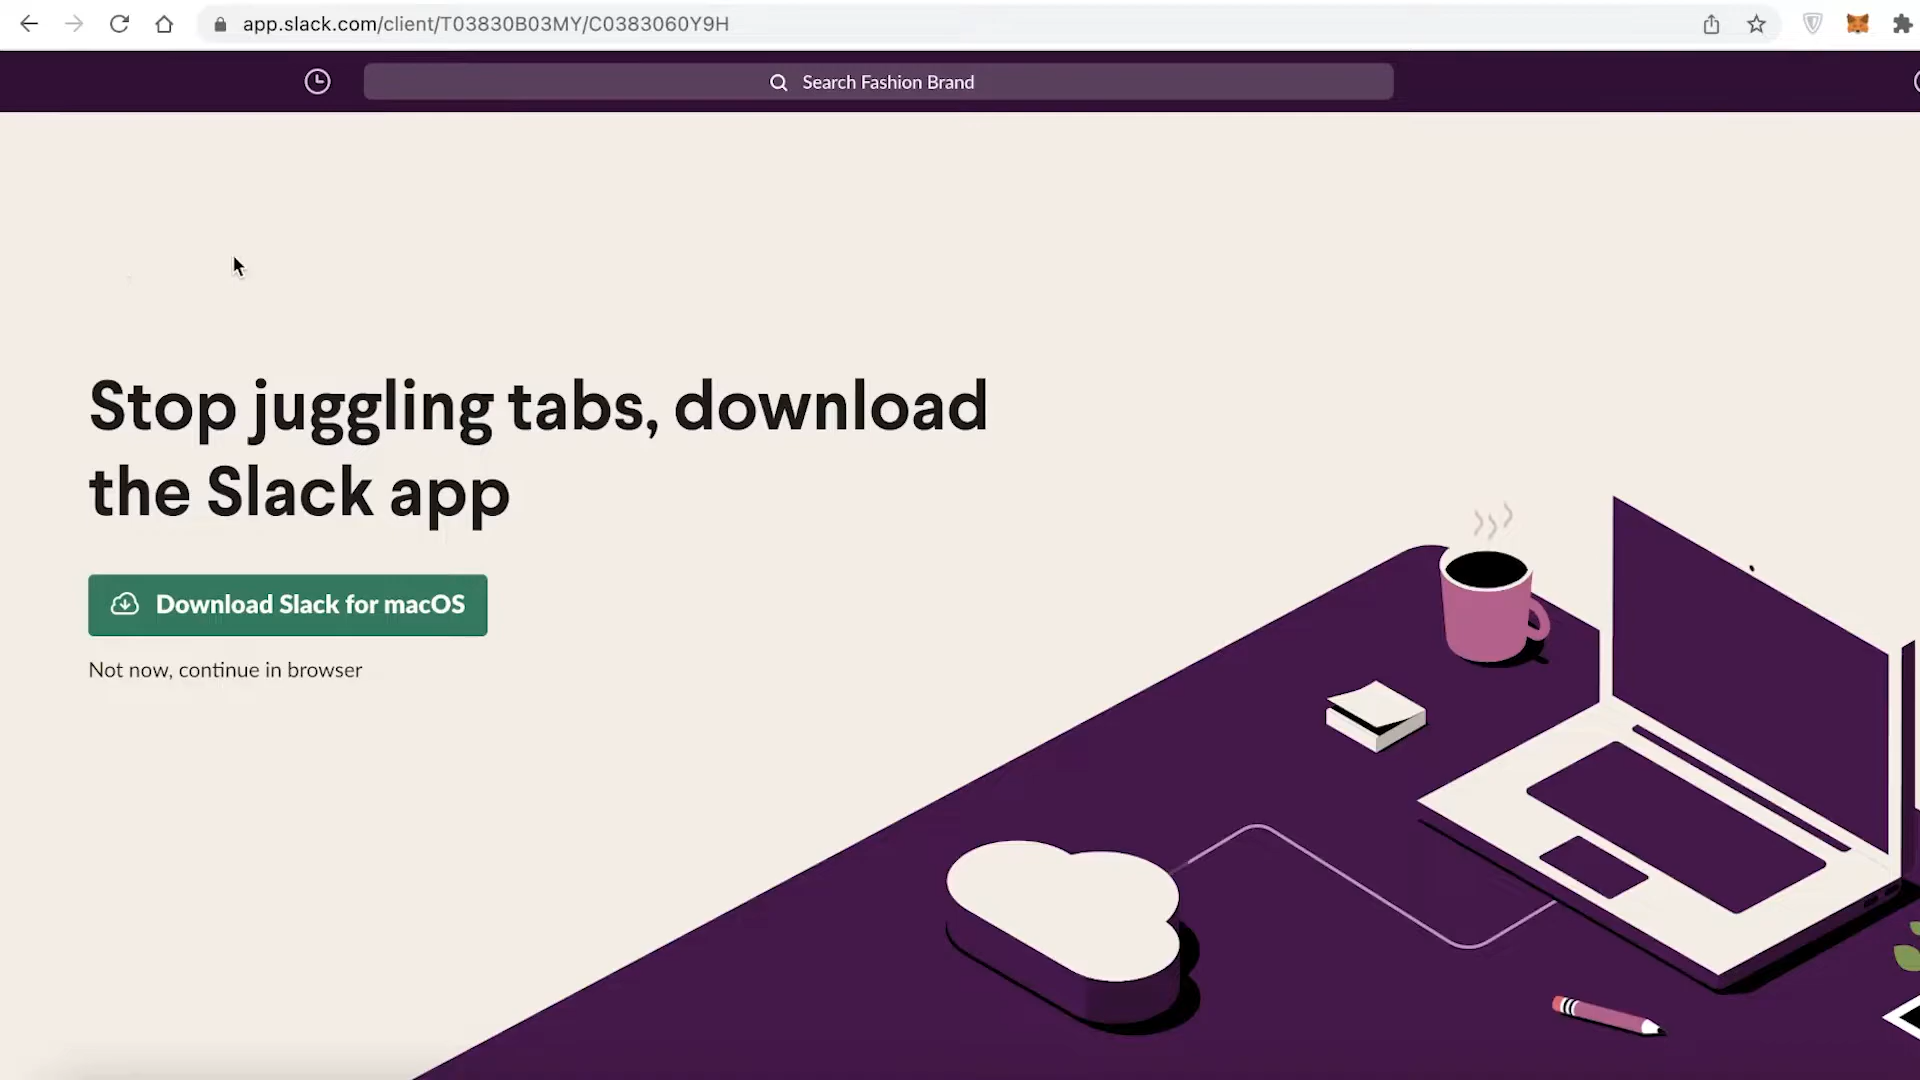 app.slack.com/client/T03830B03MY/C0383060Y9H
Search Fashion Brand
Stop juggling tabs, download
the Slack app
Download Slack for macOS
Not now, continue in browser